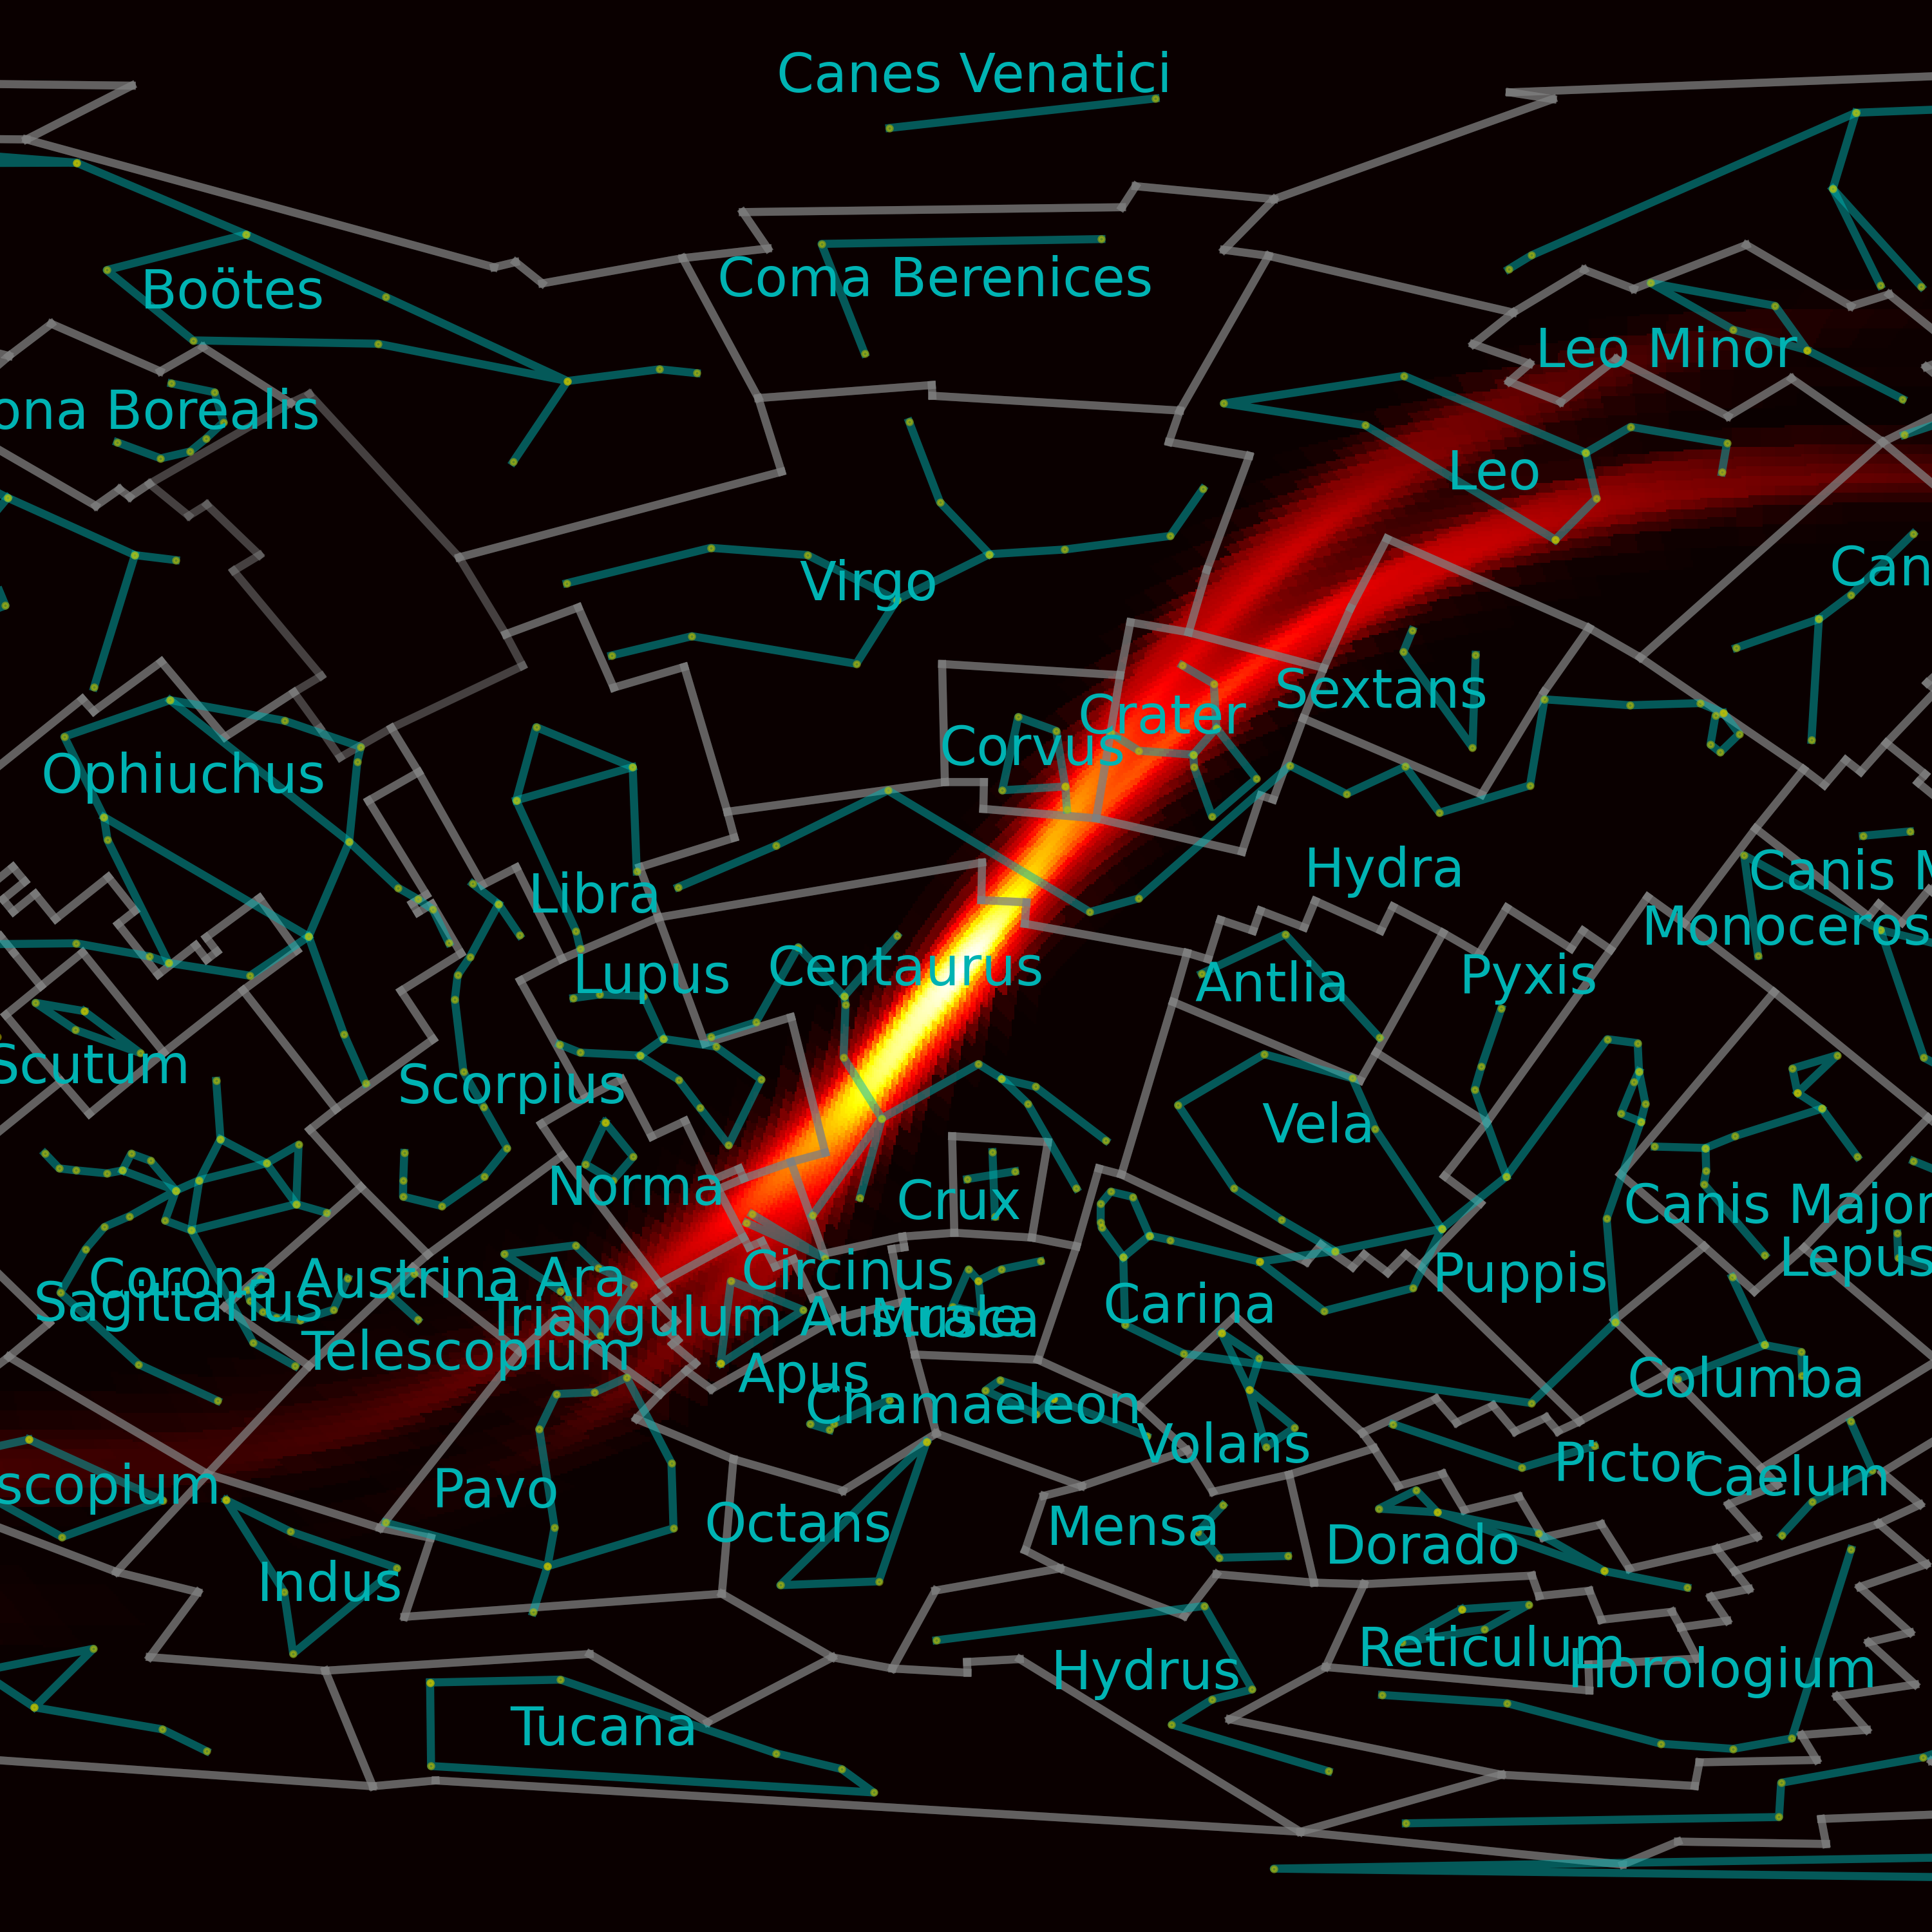 Canes Venatici
Coma Berenices
Boötes
Leo Minor
ona Borealis
Leo
Can
Virgo
Sextans
Crater
Corvus
Ophiuchus
Hydra
Canis M
Libra
Monoceros
Lupus
Centaurus
Antlia
Pyxis
Scutum
Scorpius
Vela
Norma
Crux
Canis Major
Lepus
Corona Austrina
Ara
Circinus
Puppis
Sagittarius
Triangulum Australe
Musca
Carina
Telescopium
Apus
Columba
Chamaeleon
Volans
Pictor
Caelum
scopium
Pavo
Octans
Mensa
Dorado
Indus
Reticulum
Hydrus
Horologium
Tucana